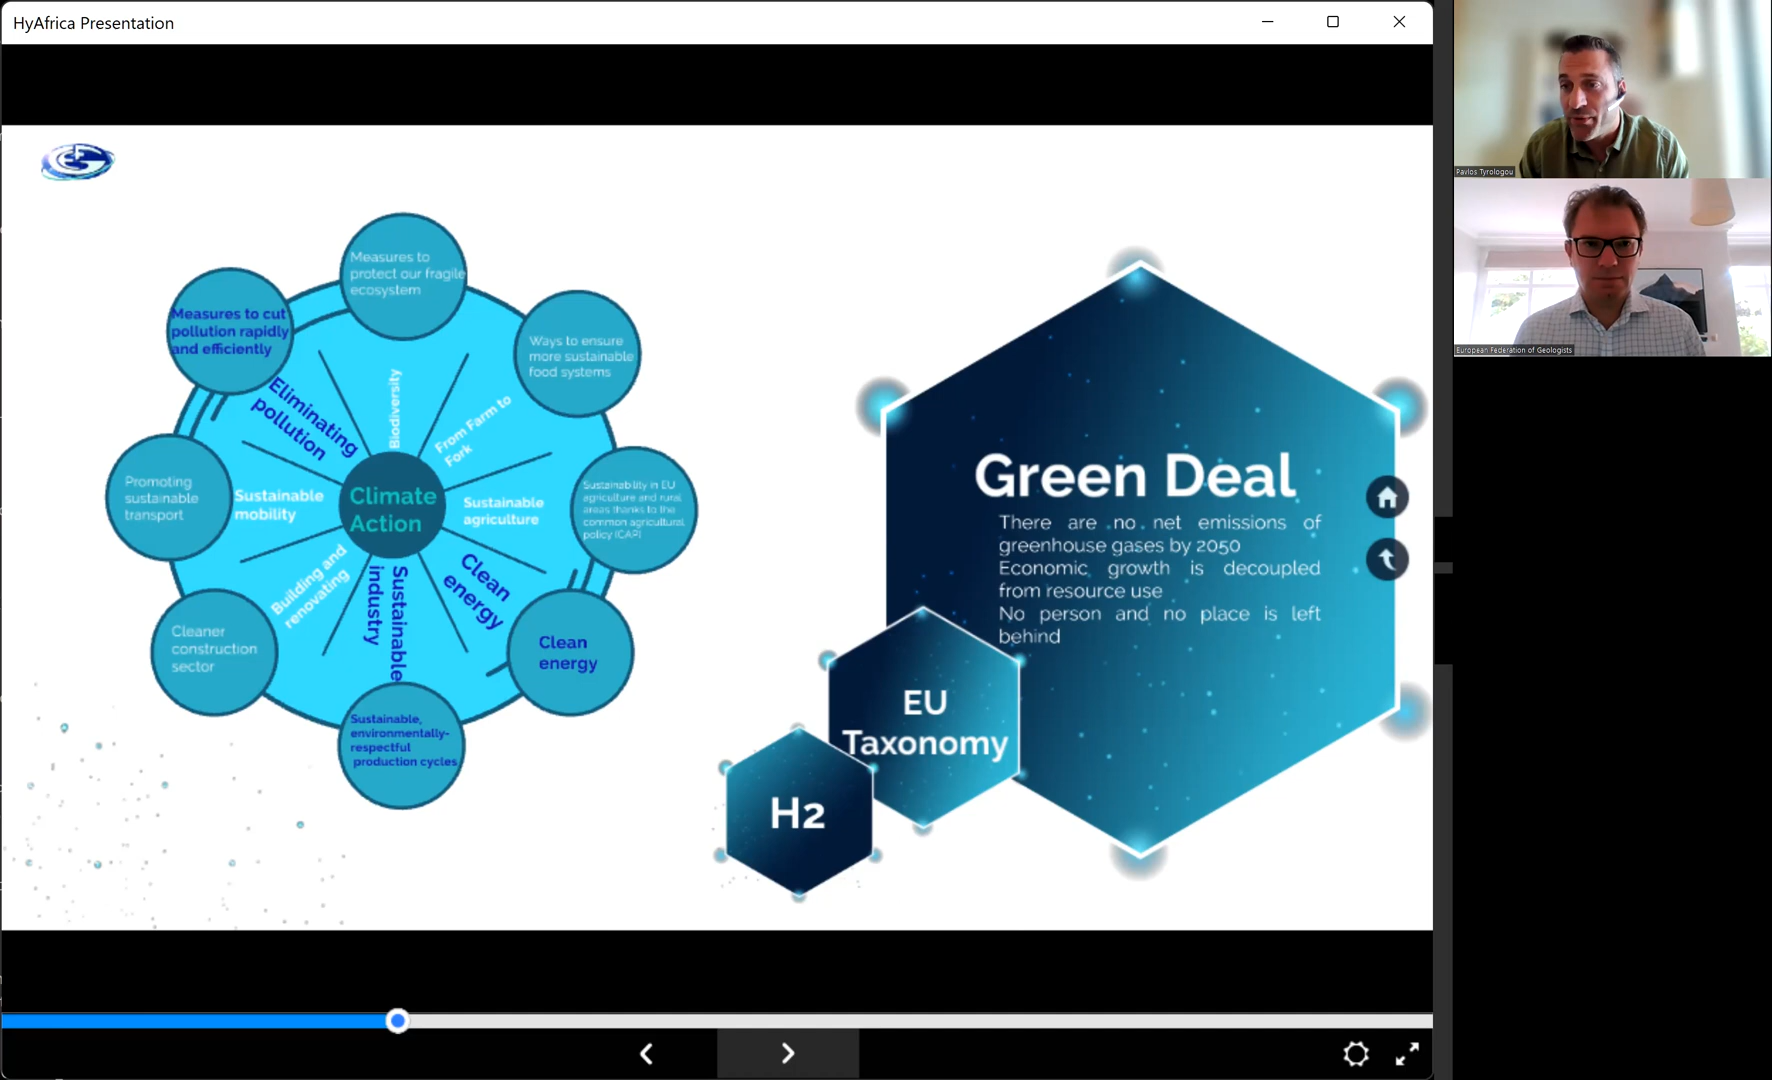 HyAfrica Presentation
Measures to
protect our fragile
ecosystem
Measures to cut
pollution rapidly
and efficiently
Ways to ensure
more sustainable
food systems
Eliminating
pollution
Biodiversity
From Farm to
Fork
Promoting
sustainable
transport
Sustainable
mobility
Climate
Action
Sustainable
agriculture
Sustainability in EU
agriculture and rural
areas thanks to the
common agricultural
policy (CAP)
Building and
renovating
Sustainable
industry
Clean
energy
Cleaner
construction
sector
Clean
energy
Sustainable,
environmentally-
respectful
production cycles
Green Deal
There are no net emissions of
greenhouse gases by 2050
Economic growth is decoupled
from resource use
No person and no place is left
behind
EU
Taxonomy
H2
Pavlos Tyrologou
European Federation of Geologists